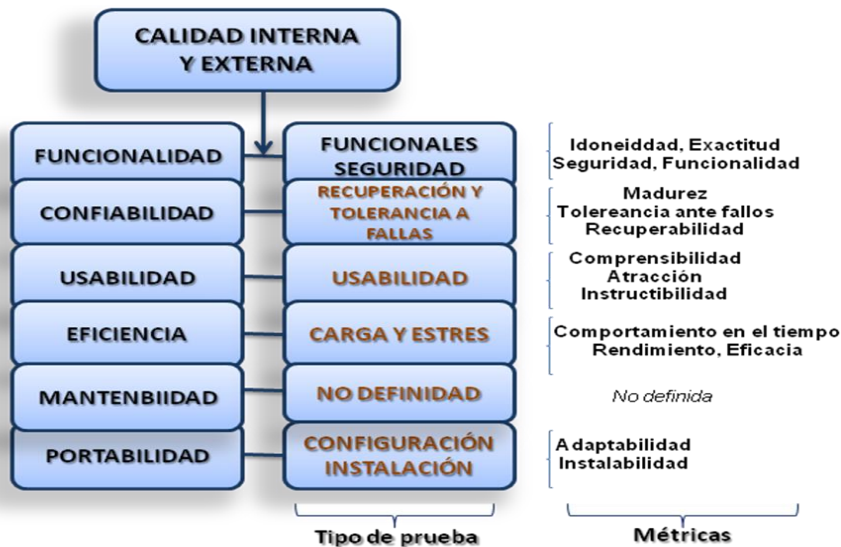 CALIDAD INTERNA
Y EXTERNA
FUNCIONALIDAD
FUNCIONALES
SEGURIDAD
Idoneiddad, Exactitud
Seguridad, Funcionalidad
CONFIABILIDAD
RECUPERACIÓN Y
TOLERANCIA A
FALLAS
Madurez
Tolereancia ante fallos
Recuperabilidad
USABILIDAD
USABILIDAD
Comprensibilidad
Atracción
Instructibilidad
EFICIENCIA
CARGA Y ESTRES
Comportamiento en el tiempo
Rendimiento, Eficacia
MANTENBIIDAD
NO DEFINIDAD
No definida
PORTABILIDAD
CONFIGURACIÓN
INSTALACIÓN
Adaptabilidad
Instalabilidad
Tipo de prueba
Métricas